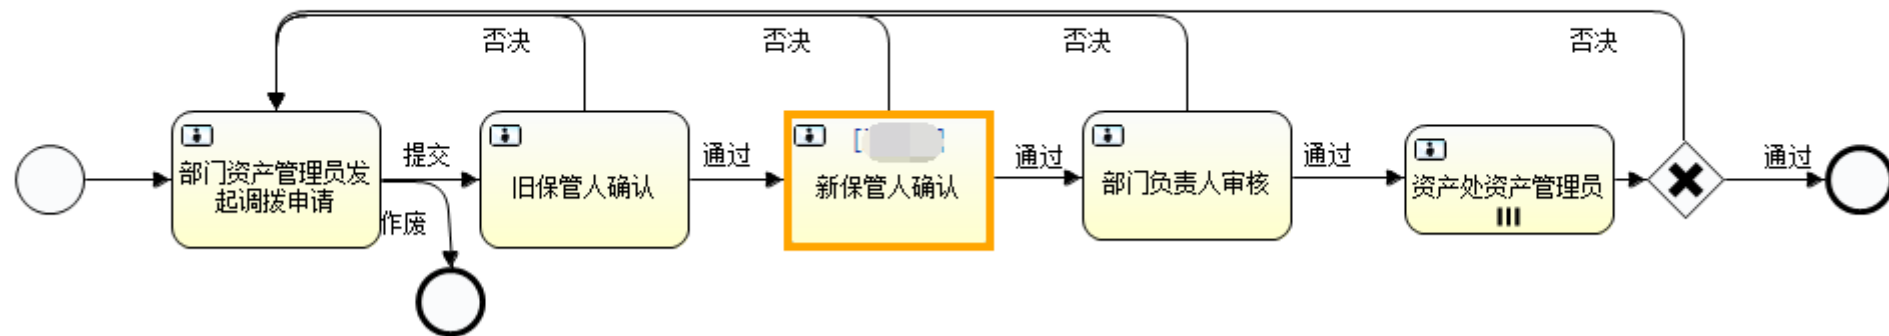 否决
否决
否决
否决
部门资产管理员发
起调拨申请
提交
作废
旧保管人确认
通过
新保管人确认
通过
部门负责人审核
通过
资产处资产管理员
通过